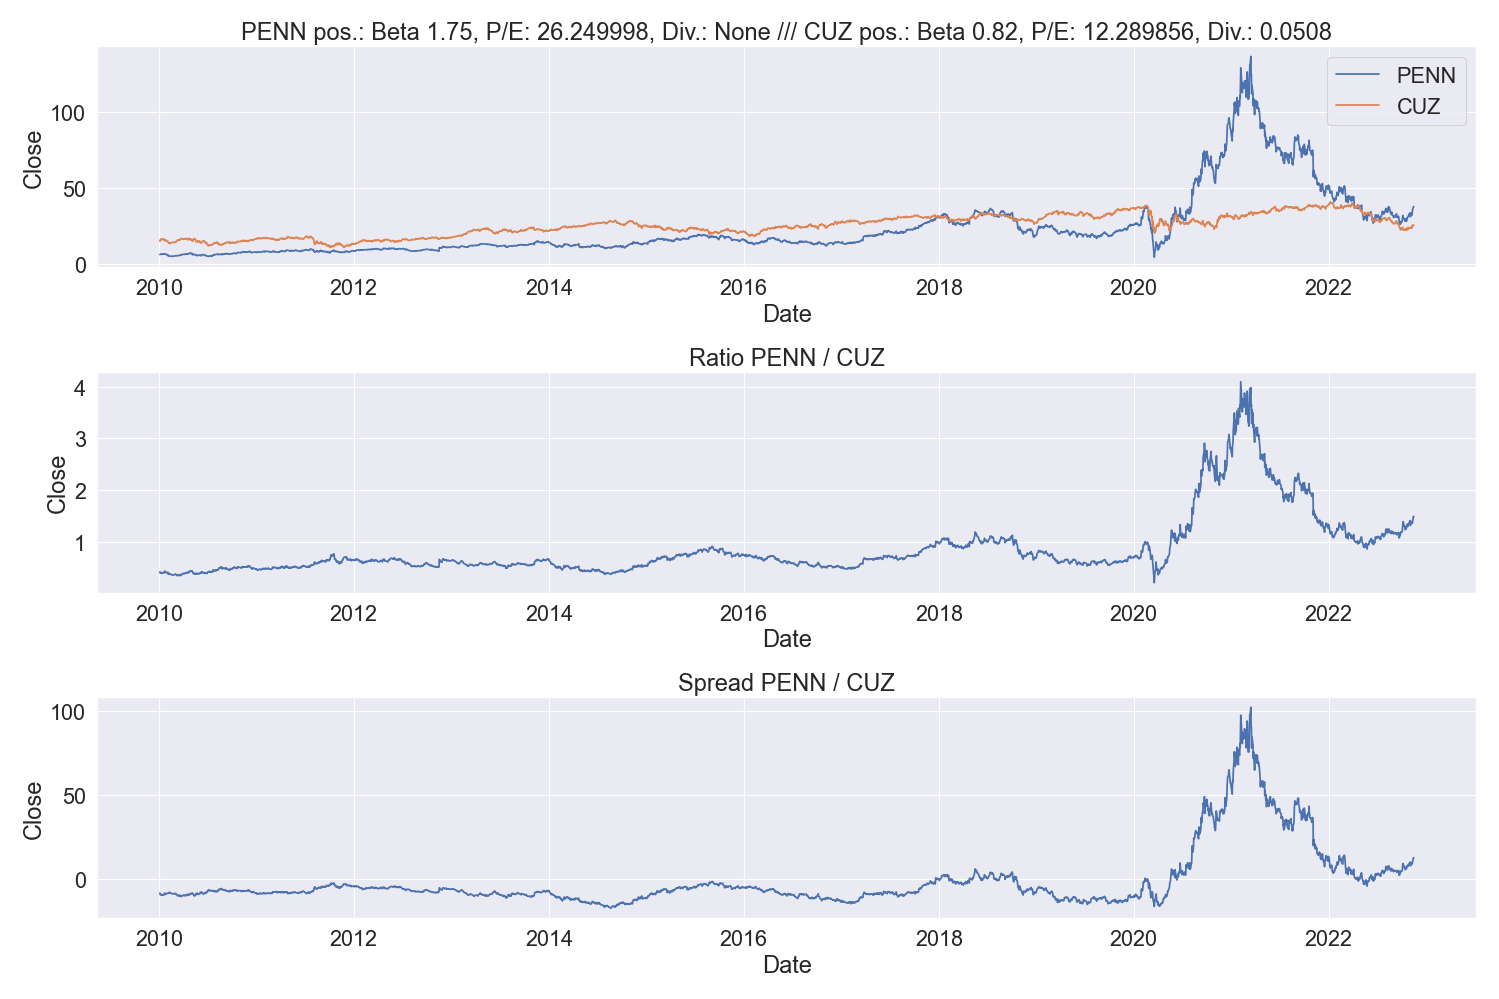 PENN pos.: Beta 1.75, P/E: 26.249998, Div.: None /// CUZ pos.: Beta 0.82, P/E: 12.289856, Div.: 0.0508
PENN
CUZ
Close
100
50
0
2010 2012 2014 2016 2018 2020 2022
Date
Ratio PENN / CUZ
Close
4
3
2
1
2010 2012 2014 2016 2018 2020 2022
Date
Spread PENN / CUZ
Close
100
50
0
2010 2012 2014 2016 2018 2020 2022
Date